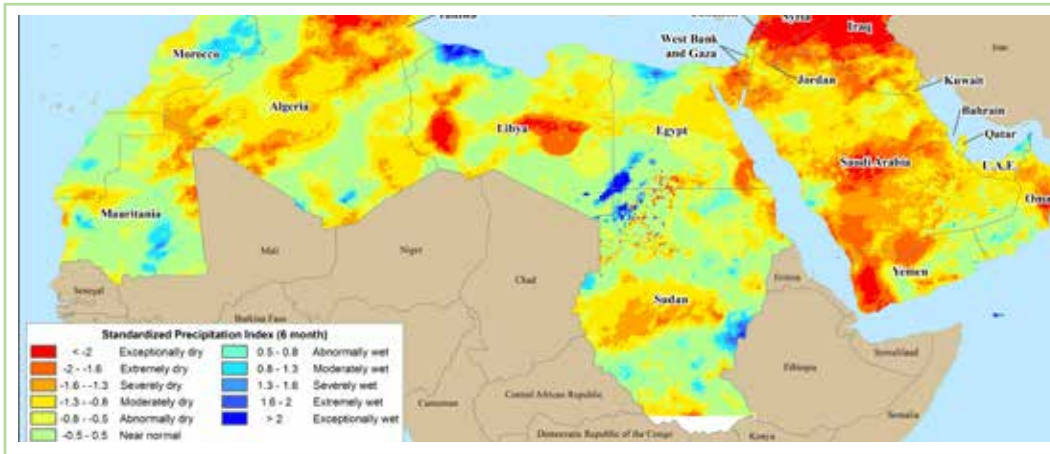 Syria
Iraq
Iran
Morocco
West Bank
and Gaza
Jordan
Kuwait
Algeria
Libya
Egypt
Bahrain
Qatar
Saudi Arabia
U.A.E
Oma
Mauritania
Mali
Niger
Chad
Sudan
Yemen
Eritrea
Senegal
Burkina Faso
Ethiopia
Somaliland
Somalia
Cameroon
Central African Republic
Democratic Republic of the Congo
Kenya
Standardized Precipitation Index (6 month)
< -2 Exceptionally dry
-2 - -1.6 Extremely dry
-1.6 - -1.3 Severely dry
-1.3 - -0.8 Moderately dry
-0.8 - -0.5 Abnormally dry
-0.5 - 0.5 Near normal
0.5 - 0.8 Abnormally wet
0.8 - 1.3 Moderately wet
1.3 - 1.6 Severely wet
1.6 - 2 Extremely wet
> 2 Exceptionally wet